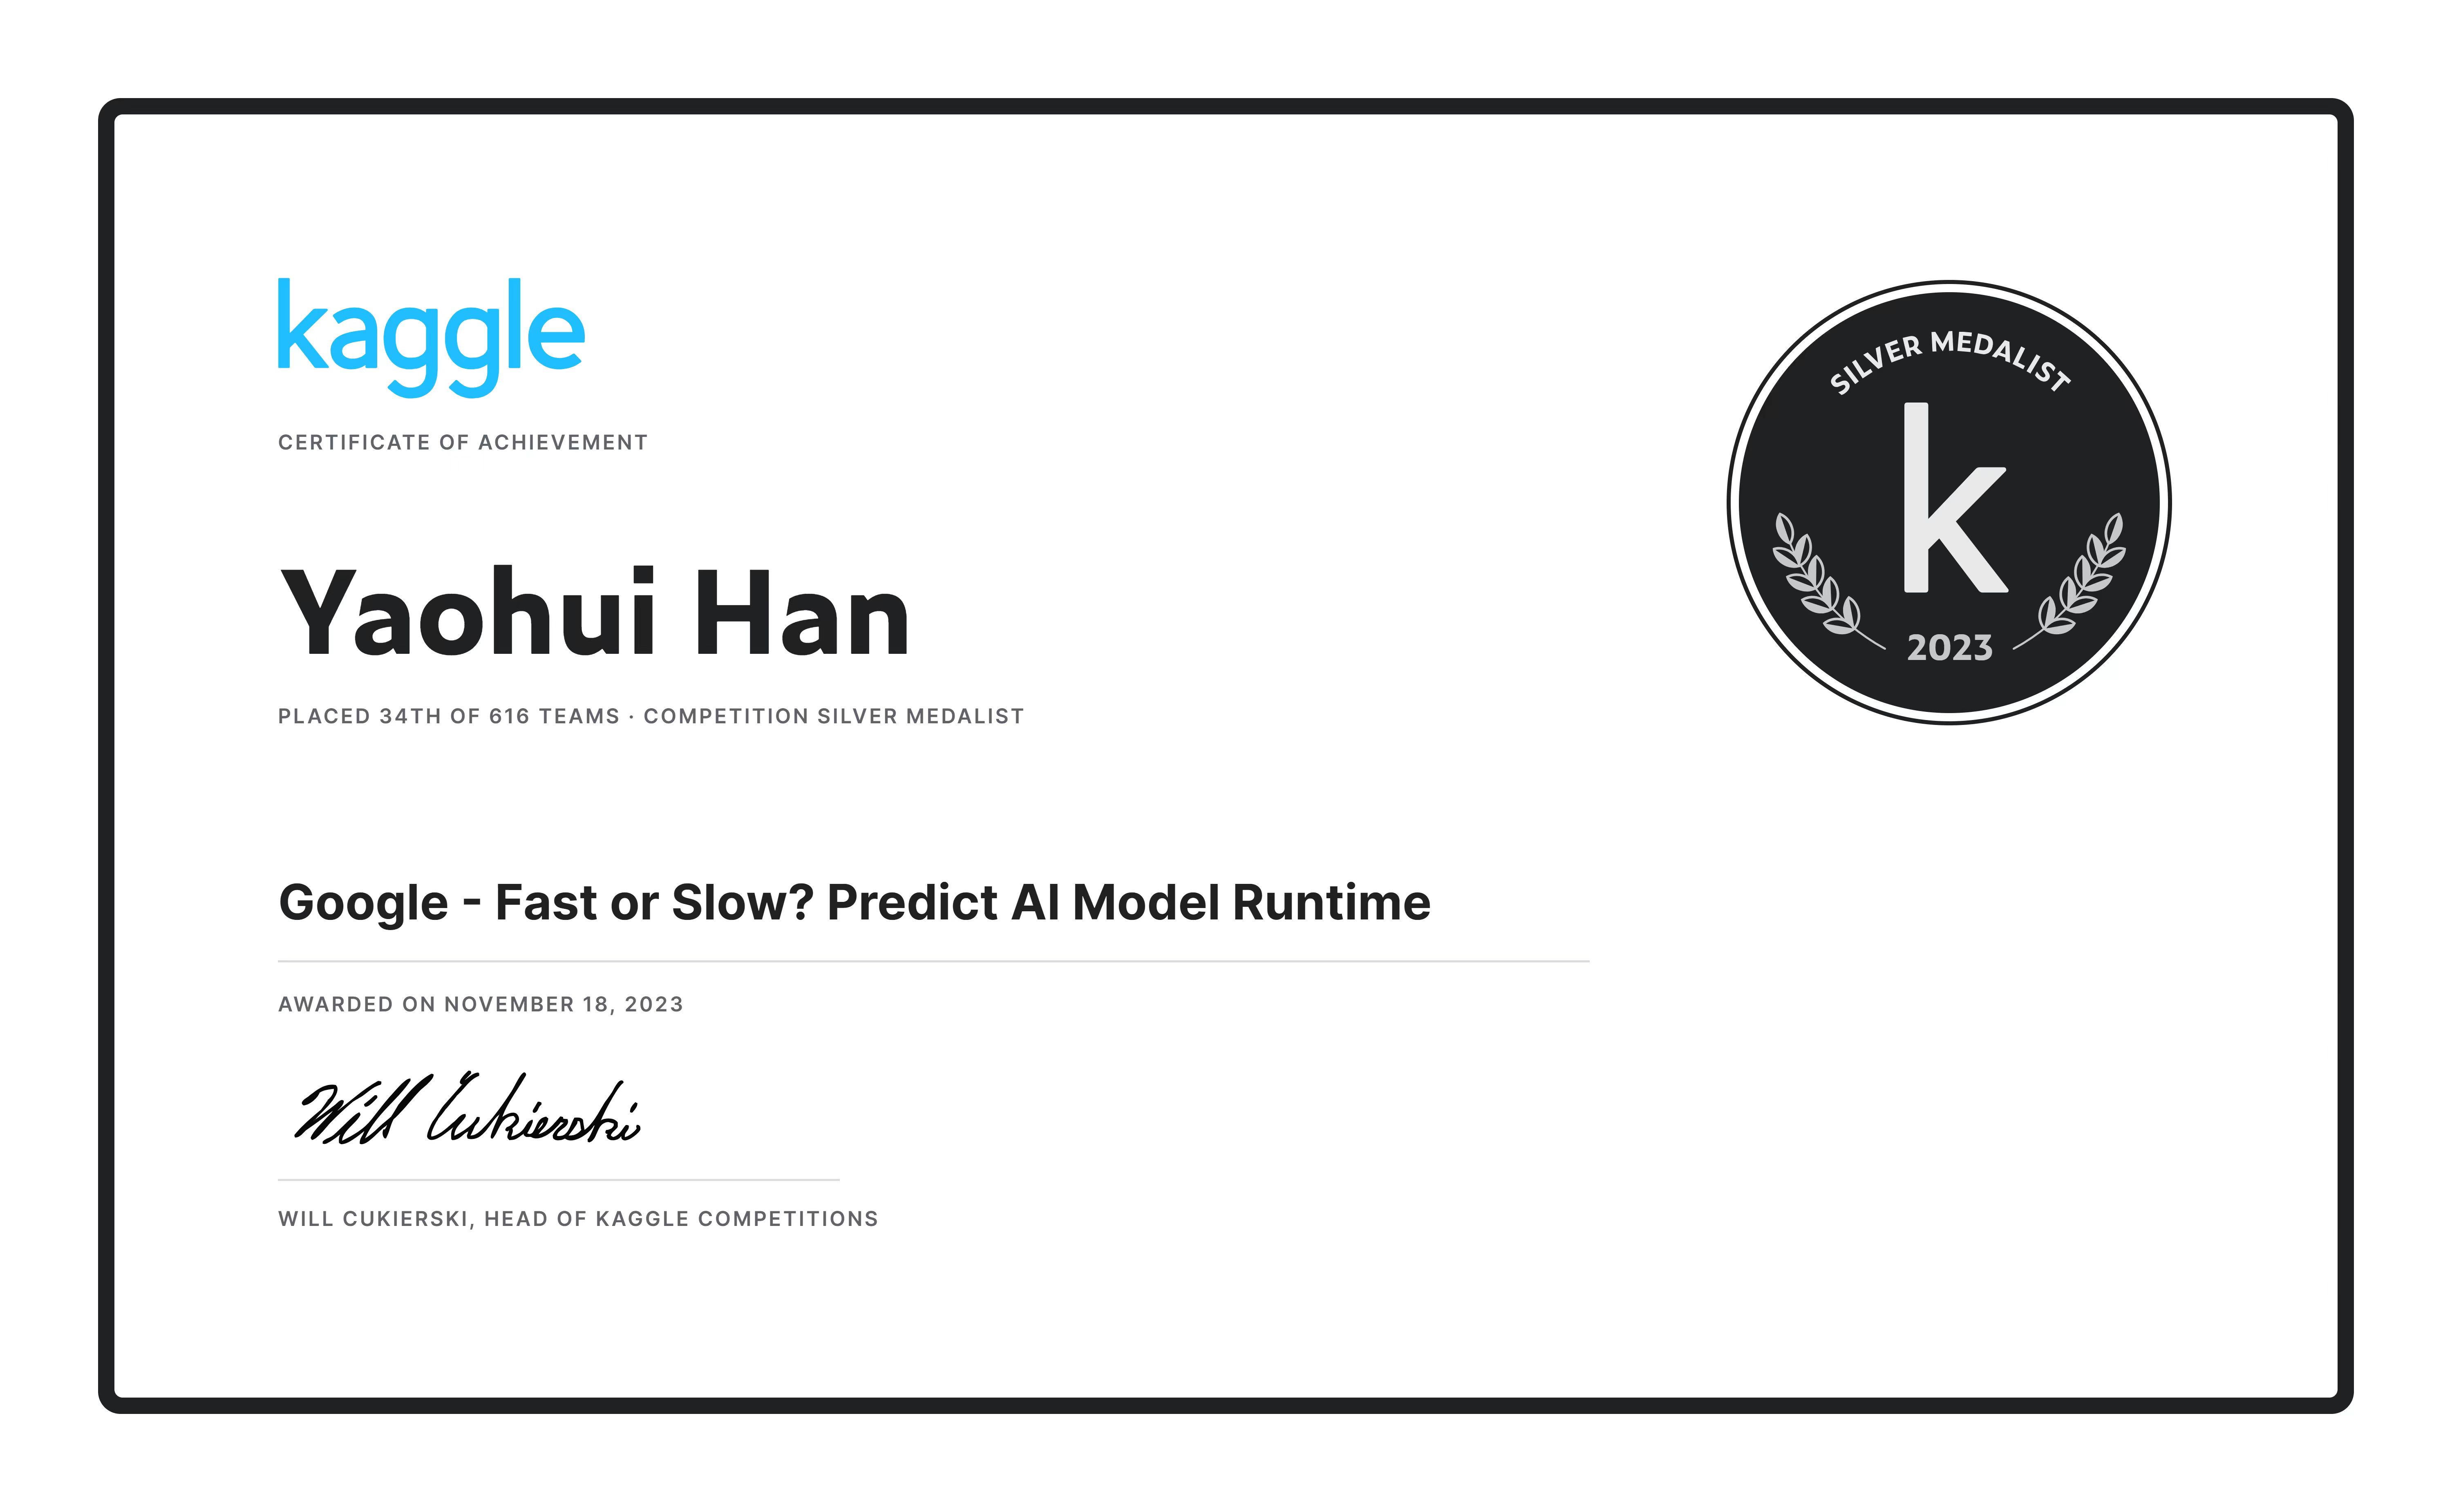 kaggle
CERTIFICATE OF ACHIEVEMENT
Yaohui Han
PLACED 34TH OF 616 TEAMS · COMPETITION SILVER MEDALIST
SILVER MEDALIST
k
2023
Google - Fast or Slow? Predict AI Model Runtime
AWARDED ON NOVEMBER 18, 2023
Will Cukierski
WILL CUKIERSKI, HEAD OF KAGGLE COMPETITIONS